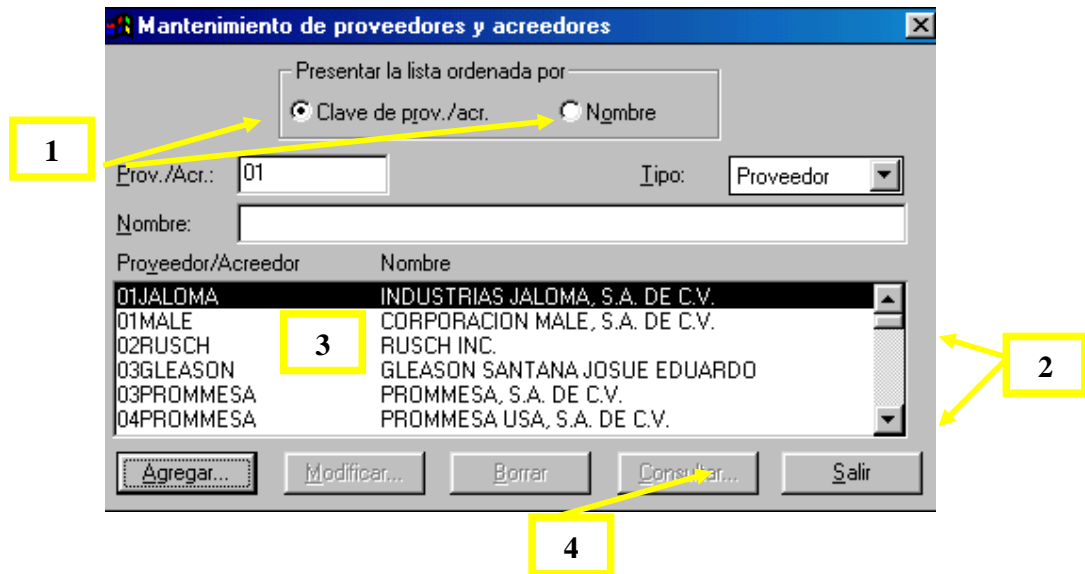 Mantenimiento de proveedores y acreedores
Presentar la lista ordenada por
Clave de prov./acr. Nombre
1
Prov./Acr.: 01 Tipo: Proveedor
Nombre:
Proveedor/Acreedor Nombre
01JALOMA INDUSTRIAS JALOMA, S.A. DE C.V.
01MALE CORPORACION MALE, S.A. DE C.V.
02RUSCH RUSCH INC.
3
03GLEASON GLEASON SANTANA JOSUE EDUARDO
2
03PROMMESA PROMMESA, S.A. DE C.V.
04PROMMESA PROMMESA USA, S.A. DE C.V.
Agregar... Modificar... Borrar Consultar... Salir
4